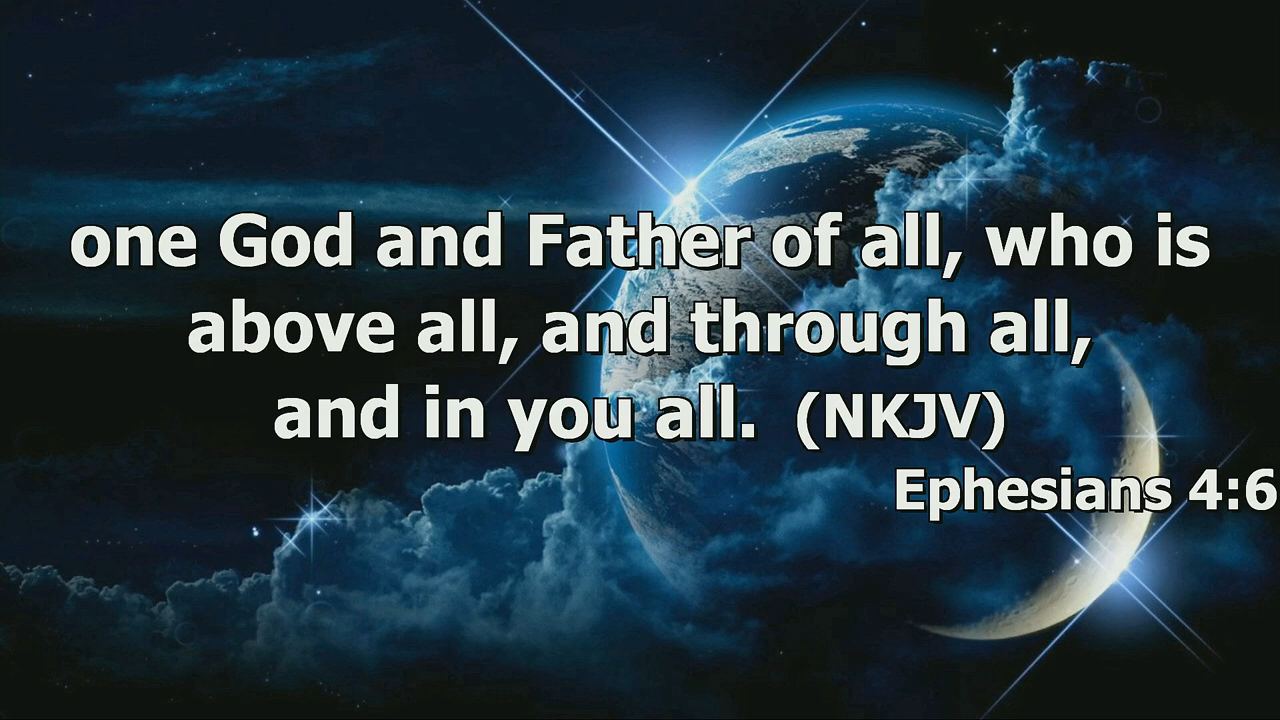 one God and Father of all, who is
above all, and through all,
and in you all. (NKJV)
Ephesians 4:6